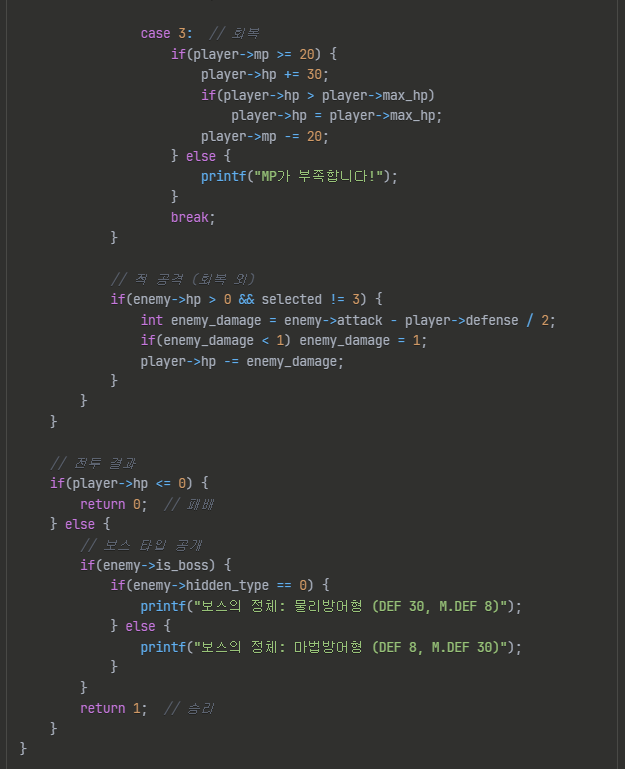 case 3:  // 회복
if(player->mp >= 20) {
player->hp += 30;
if(player->hp > player->max_hp)
player->hp = player->max_hp;
player->mp -= 20;
} else {
printf("MP가 부족합니다!");
}
break;
}
// 적 공격 (회복 외)
if(enemy->hp > 0 && selected != 3) {
int enemy_damage = enemy->attack - player->defense / 2;
if(enemy_damage < 1) enemy_damage = 1;
player->hp -= enemy_damage;
}
}
}
// 전투 결과
if(player->hp <= 0) {
return 0;  // 패배
} else {
// 보스 타입 공개
if(enemy->is_boss) {
if(enemy->hidden_type == 0) {
printf("보스의 정체: 물리방어형 (DEF 30, M.DEF 8)");
} else {
printf("보스의 정체: 마법방어형 (DEF 8, M.DEF 30)");
}
}
return 1;  // 승리
}
}